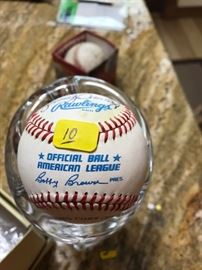 Rawlings
10
OFFICIAL BALL
AMERICAN LEAGUE
Bobby Brown PRES.